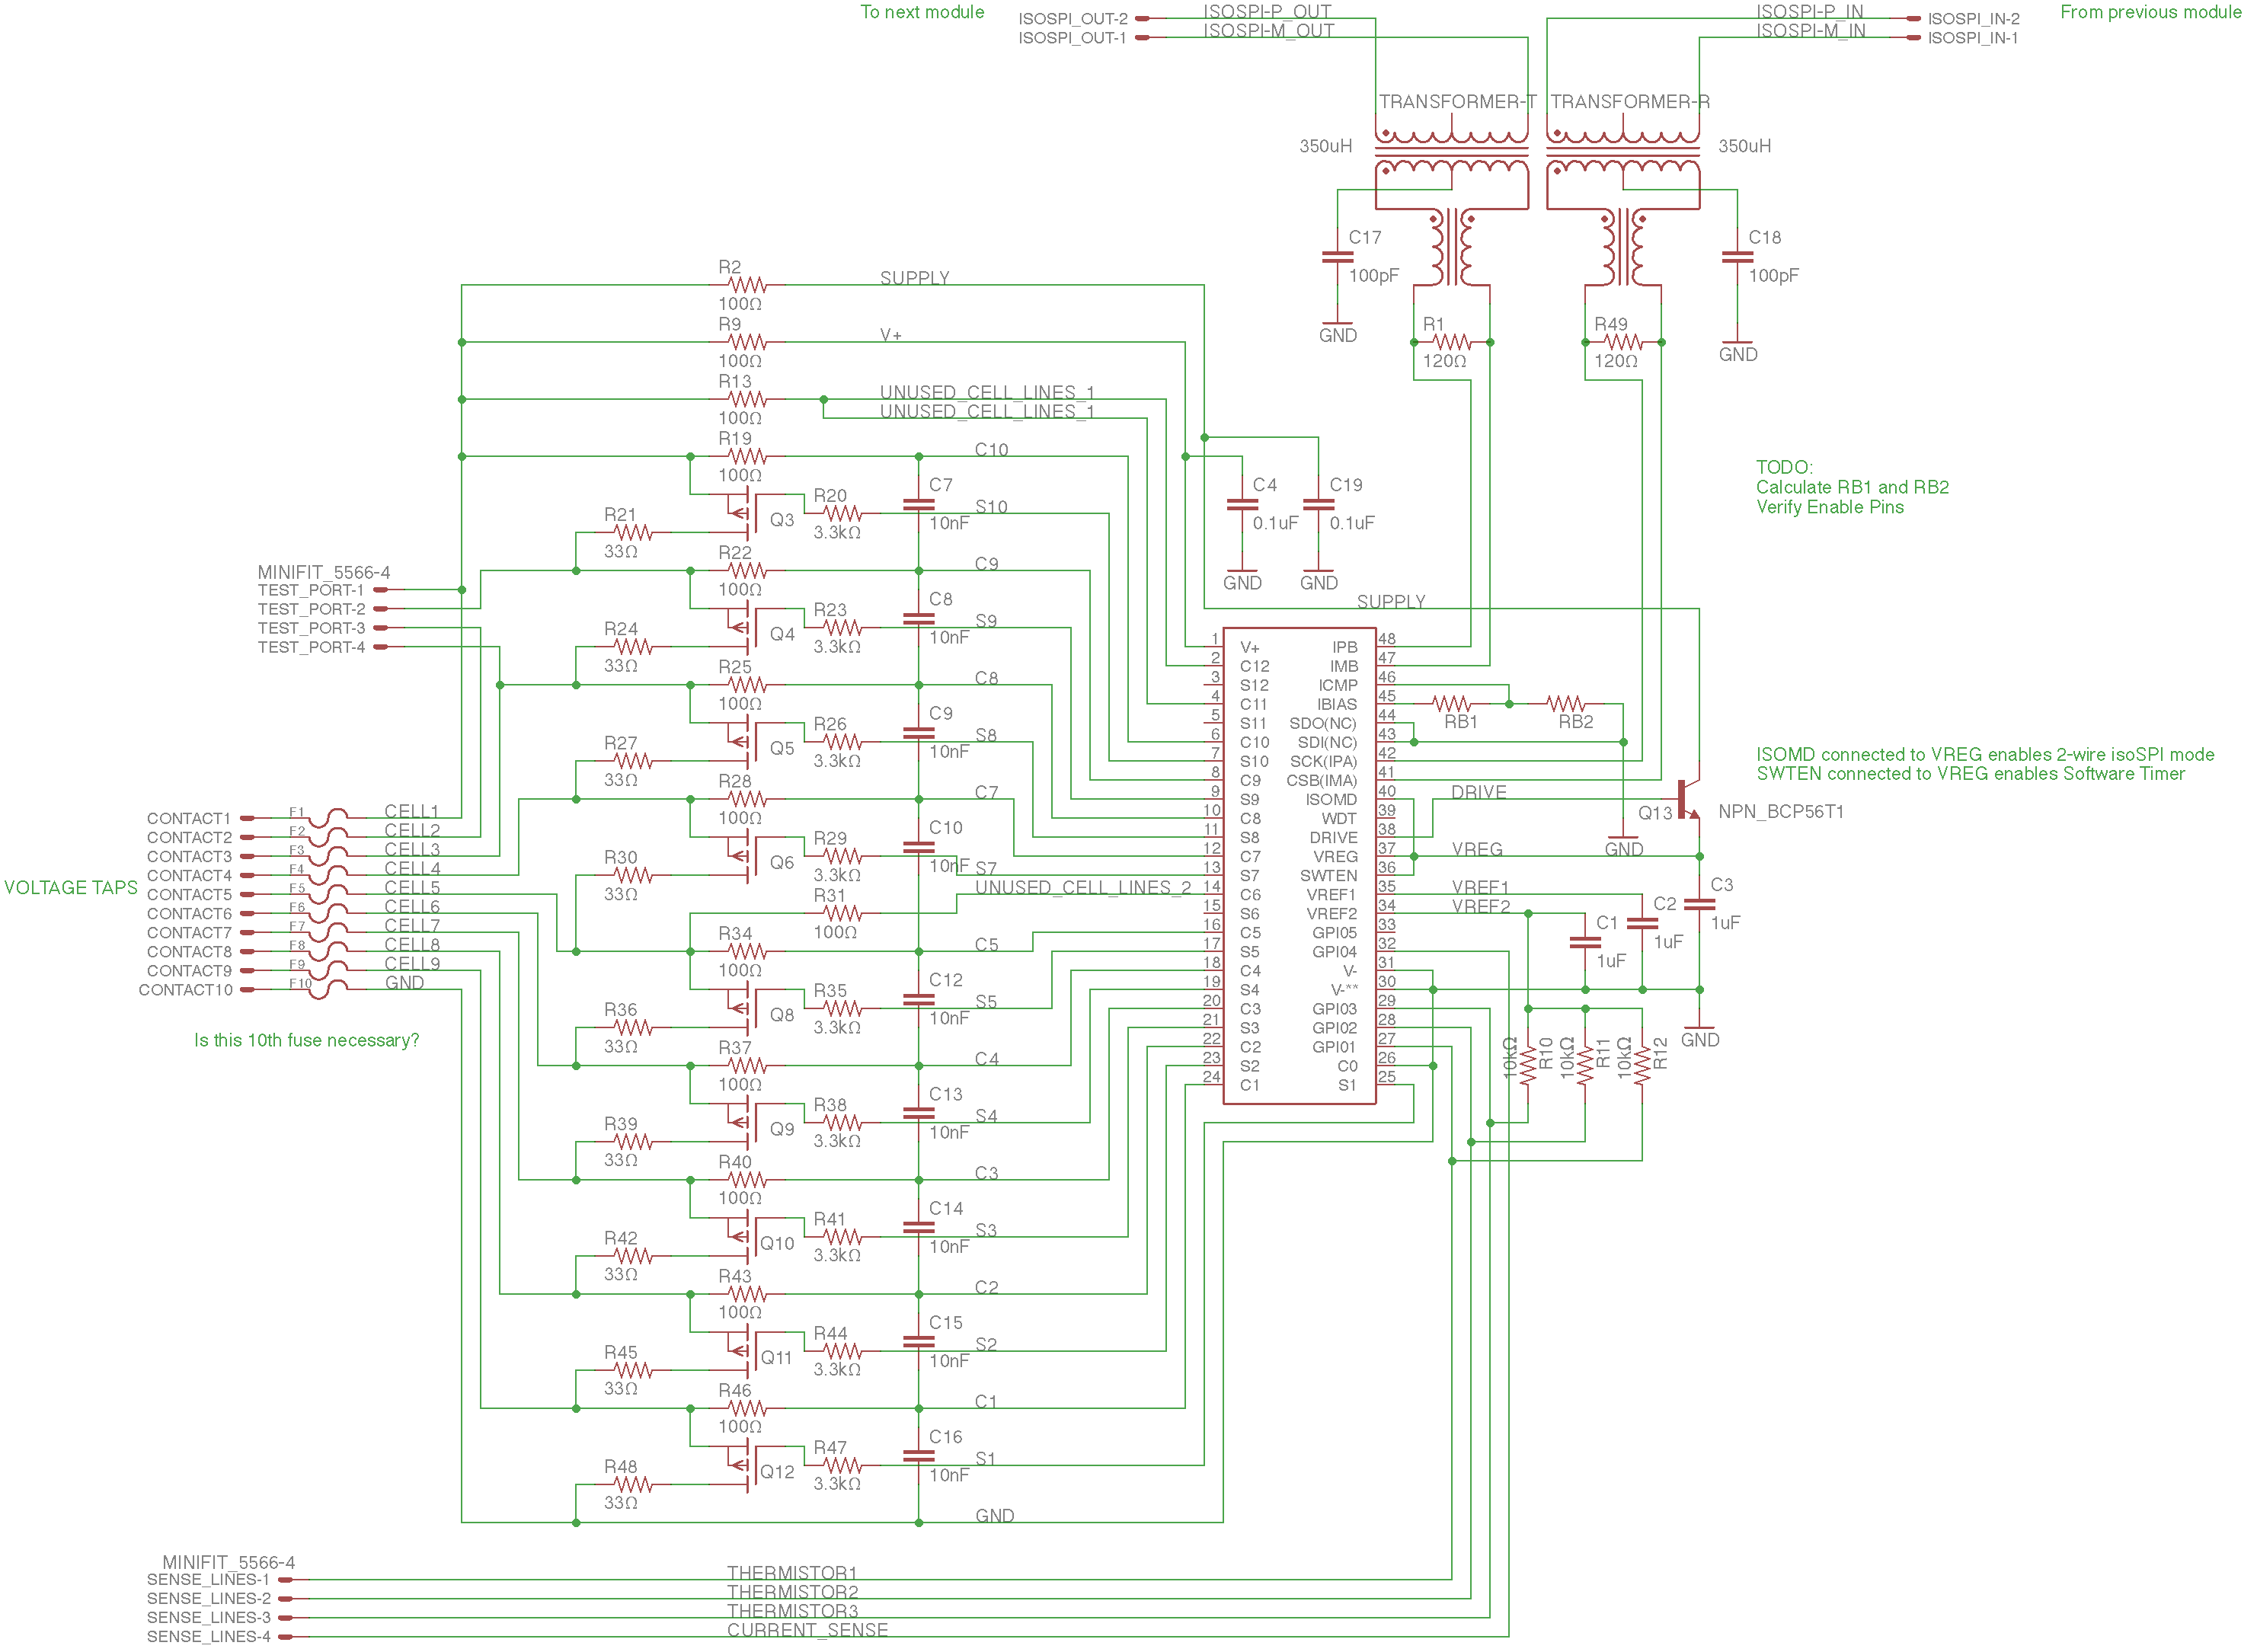 To next module
ISOSPI_OUT-2
ISOSPI_OUT-1
ISOSPI-P_OUT
ISOSPI-M_OUT
ISOSPI-P_IN
ISOSPI-M_IN
ISOSPI_IN-2
ISOSPI_IN-1
From previous module
TRANSFORMER-T
TRANSFORMER-R
350uH
350uH
C17
100pF
GND
C18
100pF
GND
R1
120Ω
R49
120Ω
R2
100Ω
SUPPLY
R9
100Ω
V+
R13
100Ω
UNUSED_CELL_LINES_1
UNUSED_CELL_LINES_1
R19
100Ω
C10
C7
10nF
Q3
R20
3.3kΩ
S10
R21
33Ω
R22
100Ω
C9
C8
10nF
Q4
R23
3.3kΩ
S9
R24
33Ω
R25
100Ω
C8
C9
10nF
Q5
R26
3.3kΩ
S8
R27
33Ω
R28
100Ω
C7
C10
10nF
Q6
R29
3.3kΩ
S7
R30
33Ω
R31
100Ω
UNUSED_CELL_LINES_2
R34
100Ω
C5
C12
10nF
Q8
R35
3.3kΩ
S5
R36
33Ω
R37
100Ω
C4
C13
10nF
Q9
R38
3.3kΩ
S4
R39
33Ω
R40
100Ω
C3
C14
10nF
Q10
R41
3.3kΩ
S3
R42
33Ω
R43
100Ω
C2
C15
10nF
Q11
R44
3.3kΩ
S2
R45
33Ω
R46
100Ω
C1
C16
10nF
Q12
R47
3.3kΩ
S1
R48
33Ω
GND
C4
0.1uF
GND
C19
0.1uF
GND
SUPPLY
TODO:
Calculate RB1 and RB2
Verify Enable Pins
MINIFIT_5566-4
TEST_PORT-1
TEST_PORT-2
TEST_PORT-3
TEST_PORT-4
VOLTAGE TAPS
CONTACT1 F1 CELL1
CONTACT2 F2 CELL2
CONTACT3 F3 CELL3
CONTACT4 F4 CELL4
CONTACT5 F5 CELL5
CONTACT6 F6 CELL6
CONTACT7 F7 CELL7
CONTACT8 F8 CELL8
CONTACT9 F9 CELL9
CONTACT10 F10 GND
Is this 10th fuse necessary?
1 V+ IPB 48
2 C12 IMB 47
3 S12 ICMP 46
4 C11 IBIAS 45
5 S11 SDO(NC) 44
6 C10 SDI(NC) 43
7 S10 SCK(IPA) 42
8 C9 CSB(IMA) 41
9 S9 ISOMD 40
10 C8 WDT 39
11 S8 DRIVE 38
12 C7 VREG 37
13 S7 SWTEN 36
14 C6 VREF1 35
15 S6 VREF2 34
16 C5 GPI05 33
17 S5 GPI04 32
18 C4 V- 31
19 S4 V-** 30
20 C3 GPI03 29
21 S3 GPI02 28
22 C2 GPI01 27
23 S2 C0 26
24 C1 S1 25
RB1
RB2
ISOMD connected to VREG enables 2-wire isoSPI mode
SWTEN connected to VREG enables Software Timer
DRIVE
Q13
NPN_BCP56T1
GND
VREG
VREF1
VREF2
C1
1uF
C2
1uF
C3
1uF
GND
10kΩ
R10
10kΩ
R11
10kΩ
R12
MINIFIT_5566-4
SENSE_LINES-1 THERMISTOR1
SENSE_LINES-2 THERMISTOR2
SENSE_LINES-3 THERMISTOR3
SENSE_LINES-4 CURRENT_SENSE